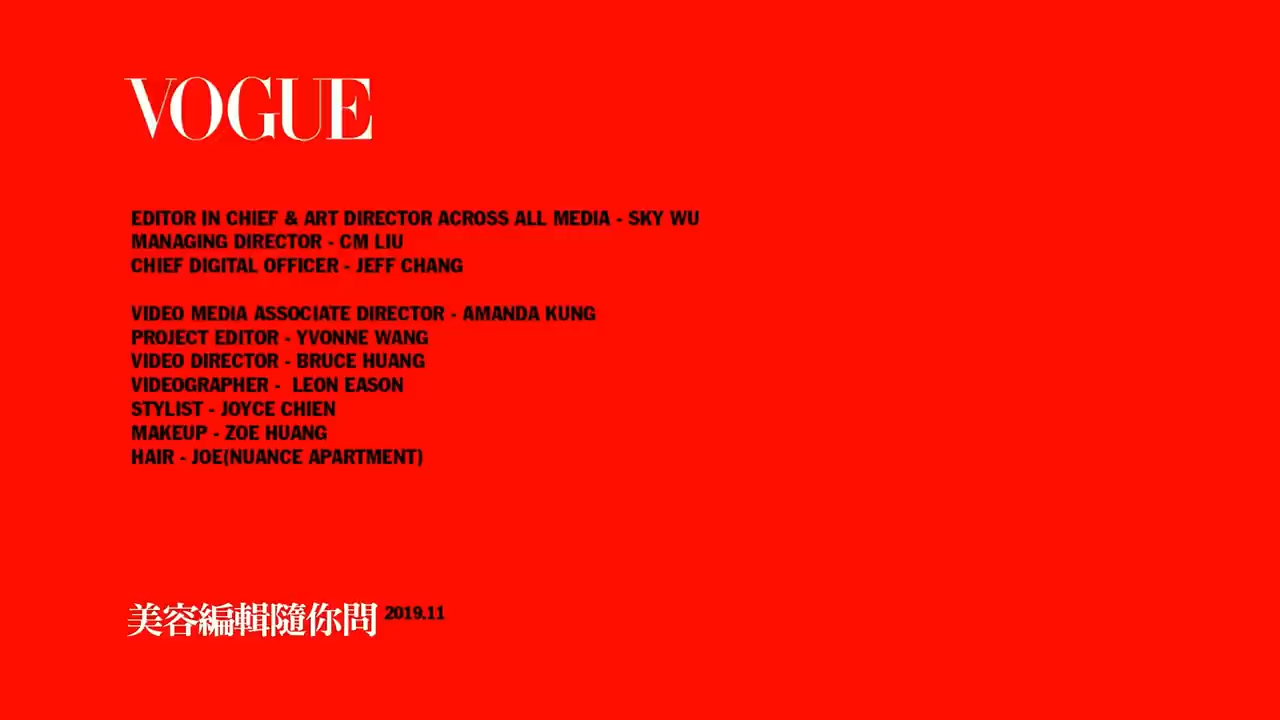 VOGUE
EDITOR IN CHIEF & ART DIRECTOR ACROSS ALL MEDIA - SKY WU
MANAGING DIRECTOR - CM LIU
CHIEF DIGITAL OFFICER - JEFF CHANG
VIDEO MEDIA ASSOCIATE DIRECTOR - AMANDA KUNG
PROJECT EDITOR - YVONNE WANG
VIDEO DIRECTOR - BRUCE HUANG
VIDEOGRAPHER -  LEON EASON
STYLIST - JOYCE CHIEN
MAKEUP - ZOE HUANG
HAIR - JOE(NUANCE APARTMENT)
美容編輯隨你問 2019.11